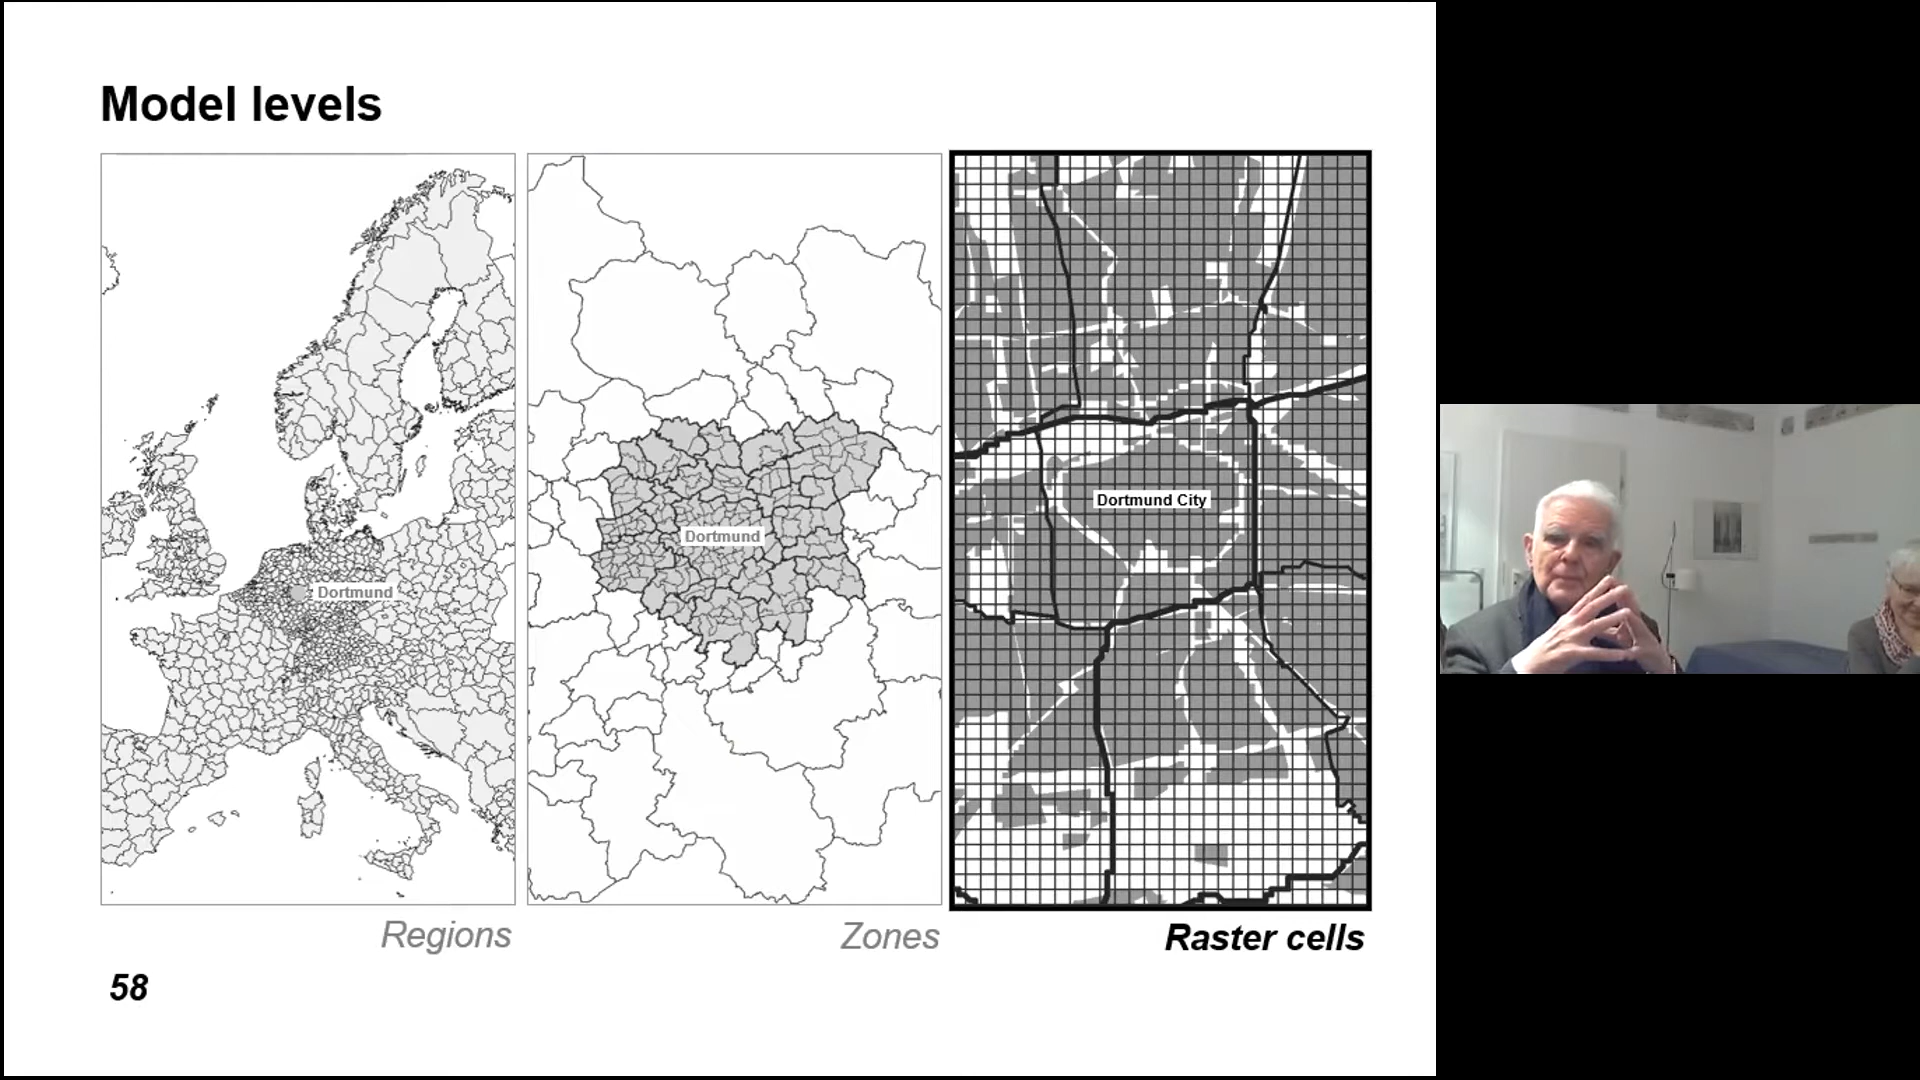 Model levels
Dortmund
Dortmund
Dortmund City
Regions
Zones
Raster cells
58